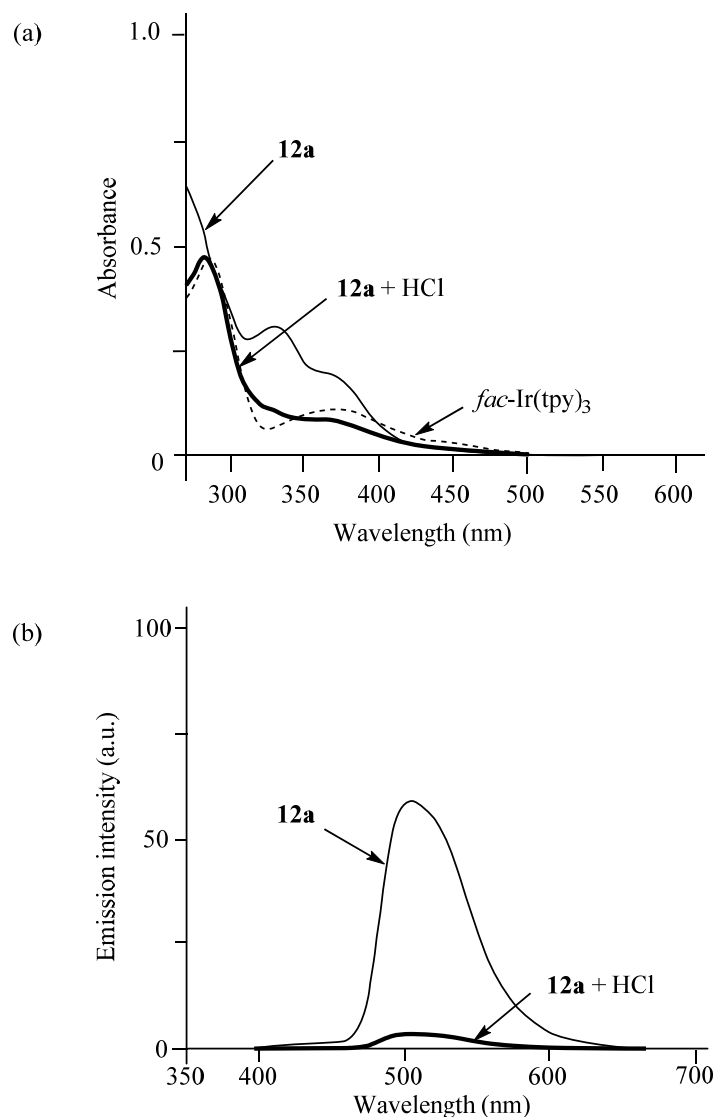 (a)
1.0
12a
0.5
Absorbance
12a + HCl
fac-Ir(tpy)3
0
300 350 400 450 500 550 600
Wavelength (nm)
(b)
100
Emission intensity (a.u.)
12a
50
12a + HCl
0
350 400 500 600 700
Wavelength (nm)